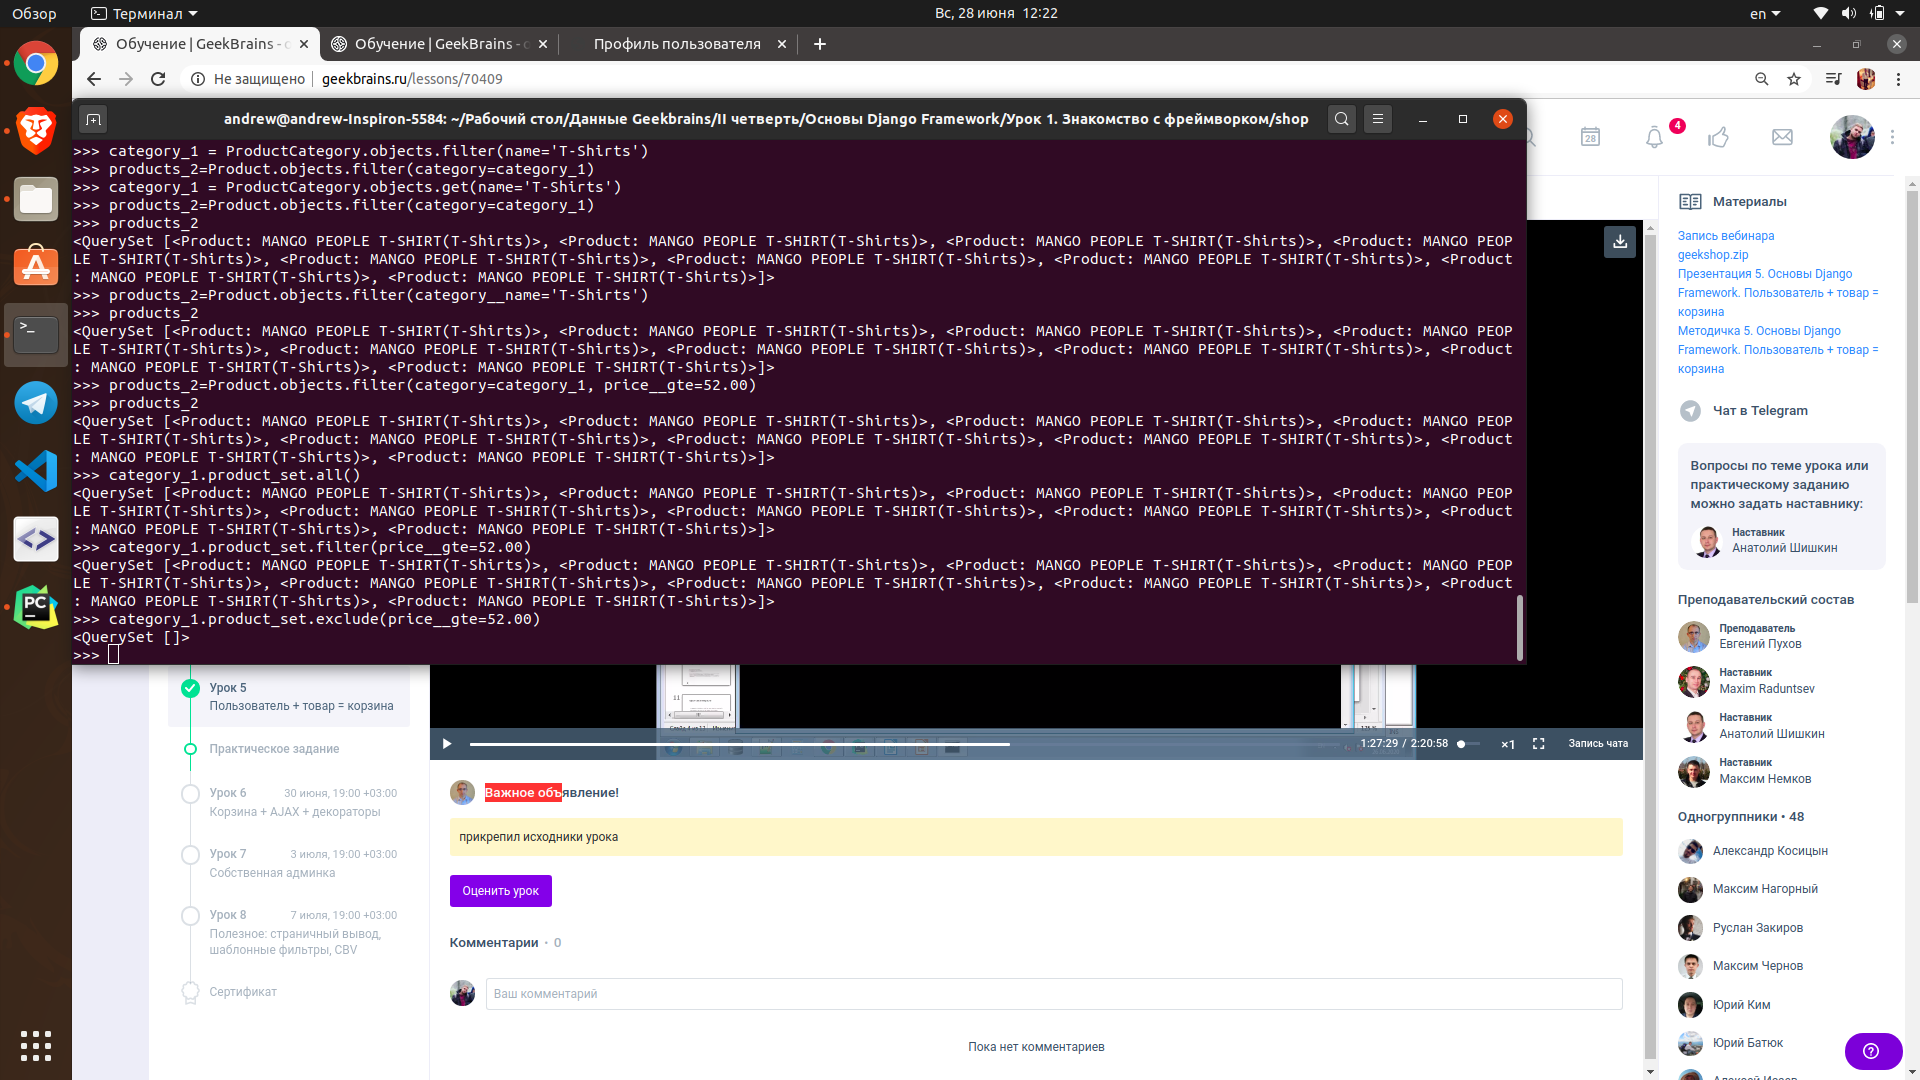 Обзор
Терминал
Вс, 28 июня 12:22
en
Обучение | GeekBrains - о
Обучение | GeekBrains - о
Профиль пользователя
Не защищено
geekbrains.ru/lessons/70409
andrew@andrew-Inspiron-5584: ~/Рабочий стол/Данные Geekbrains/II четверть/Основы Django Framework/Урок 1. Знакомство с фреймворком/shop
>>> category_1 = ProductCategory.objects.filter(name='T-Shirts')
>>> products_2=Product.objects.filter(category=category_1)
>>> category_1 = ProductCategory.objects.get(name='T-Shirts')
>>> products_2=Product.objects.filter(category=category_1)
>>> products_2
<QuerySet [<Product: MANGO PEOPLE T-SHIRT(T-Shirts)>, <Product: MANGO PEOPLE T-SHIRT(T-Shirts)>, <Product: MANGO PEOPLE T-SHIRT(T-Shirts)>, <Product: MANGO PEOP
LE T-SHIRT(T-Shirts)>, <Product: MANGO PEOPLE T-SHIRT(T-Shirts)>, <Product: MANGO PEOPLE T-SHIRT(T-Shirts)>, <Product: MANGO PEOPLE T-SHIRT(T-Shirts)>, <Product
: MANGO PEOPLE T-SHIRT(T-Shirts)>, <Product: MANGO PEOPLE T-SHIRT(T-Shirts)>]>
>>> products_2=Product.objects.filter(category__name='T-Shirts')
>>> products_2
<QuerySet [<Product: MANGO PEOPLE T-SHIRT(T-Shirts)>, <Product: MANGO PEOPLE T-SHIRT(T-Shirts)>, <Product: MANGO PEOPLE T-SHIRT(T-Shirts)>, <Product: MANGO PEOP
LE T-SHIRT(T-Shirts)>, <Product: MANGO PEOPLE T-SHIRT(T-Shirts)>, <Product: MANGO PEOPLE T-SHIRT(T-Shirts)>, <Product: MANGO PEOPLE T-SHIRT(T-Shirts)>, <Product
: MANGO PEOPLE T-SHIRT(T-Shirts)>, <Product: MANGO PEOPLE T-SHIRT(T-Shirts)>]>
>>> products_2=Product.objects.filter(category=category_1, price__gte=52.00)
>>> products_2
<QuerySet [<Product: MANGO PEOPLE T-SHIRT(T-Shirts)>, <Product: MANGO PEOPLE T-SHIRT(T-Shirts)>, <Product: MANGO PEOPLE T-SHIRT(T-Shirts)>, <Product: MANGO PEOP
LE T-SHIRT(T-Shirts)>, <Product: MANGO PEOPLE T-SHIRT(T-Shirts)>, <Product: MANGO PEOPLE T-SHIRT(T-Shirts)>, <Product: MANGO PEOPLE T-SHIRT(T-Shirts)>, <Product
: MANGO PEOPLE T-SHIRT(T-Shirts)>, <Product: MANGO PEOPLE T-SHIRT(T-Shirts)>]>
>>> category_1.product_set.all()
<QuerySet [<Product: MANGO PEOPLE T-SHIRT(T-Shirts)>, <Product: MANGO PEOPLE T-SHIRT(T-Shirts)>, <Product: MANGO PEOPLE T-SHIRT(T-Shirts)>, <Product: MANGO PEOP
LE T-SHIRT(T-Shirts)>, <Product: MANGO PEOPLE T-SHIRT(T-Shirts)>, <Product: MANGO PEOPLE T-SHIRT(T-Shirts)>, <Product: MANGO PEOPLE T-SHIRT(T-Shirts)>, <Product
: MANGO PEOPLE T-SHIRT(T-Shirts)>, <Product: MANGO PEOPLE T-SHIRT(T-Shirts)>]>
>>> category_1.product_set.filter(price__gte=52.00)
<QuerySet [<Product: MANGO PEOPLE T-SHIRT(T-Shirts)>, <Product: MANGO PEOPLE T-SHIRT(T-Shirts)>, <Product: MANGO PEOPLE T-SHIRT(T-Shirts)>, <Product: MANGO PEOP
LE T-SHIRT(T-Shirts)>, <Product: MANGO PEOPLE T-SHIRT(T-Shirts)>, <Product: MANGO PEOPLE T-SHIRT(T-Shirts)>, <Product: MANGO PEOPLE T-SHIRT(T-Shirts)>, <Product
: MANGO PEOPLE T-SHIRT(T-Shirts)>, <Product: MANGO PEOPLE T-SHIRT(T-Shirts)>]>
>>> category_1.product_set.exclude(price__gte=52.00)
<QuerySet []>
>>>
28
4
Материалы
Запись вебинара
geekshop.zip
Презентация 5. Основы Django
Framework. Пользователь + товар =
корзина
Методичка 5. Основы Django
Framework. Пользователь + товар =
корзина
Чат в Telegram
Вопросы по теме урока или
практическому заданию
можно задать наставнику:
Наставник
Анатолий Шишкин
Преподавательский состав
Преподаватель
Евгений Пухов
Наставник
Maxim Raduntsev
Наставник
Анатолий Шишкин
Наставник
Максим Немков
Одногруппники • 48
Александр Косицын
Максим Нагорный
Руслан Закиров
Максим Чернов
Юрий Ким
Юрий Батюк
Урок 5
Пользователь + товар = корзина
Практическое задание
Урок 6 30 июня, 19:00 +03:00
Корзина + AJAX + декораторы
Урок 7 3 июля, 19:00 +03:00
Собственная админка
Урок 8 7 июля, 19:00 +03:00
Полезное: страничный вывод,
шаблонные фильтры, CBV
Сертификат
1:27:29 / 2:20:58
×1
Запись чата
Важное объявление!
прикрепил исходники урока
Оценить урок
Комментарии • 0
Ваш комментарий
Пока нет комментариев
PC